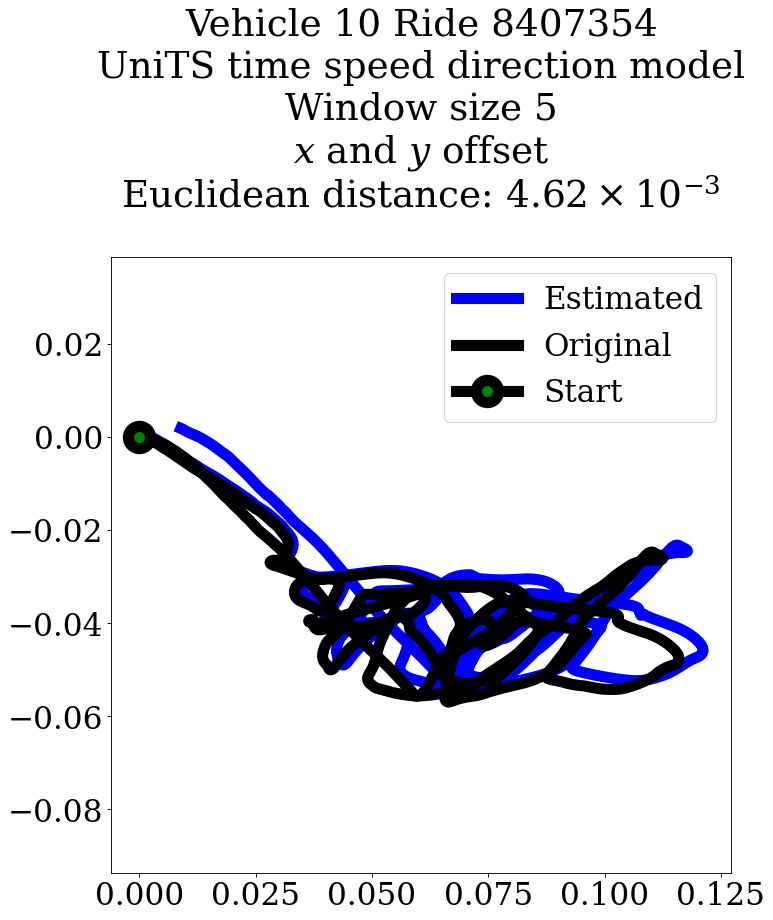 Vehicle 10 Ride 8407354
UniTS time speed direction model
Window size 5
x and y offset
Euclidean distance: 4.62 × 10⁻³
Estimated
Original
Start
0.02
0.00
−0.02
−0.04
−0.06
−0.08
0.000 0.025 0.050 0.075 0.100 0.125